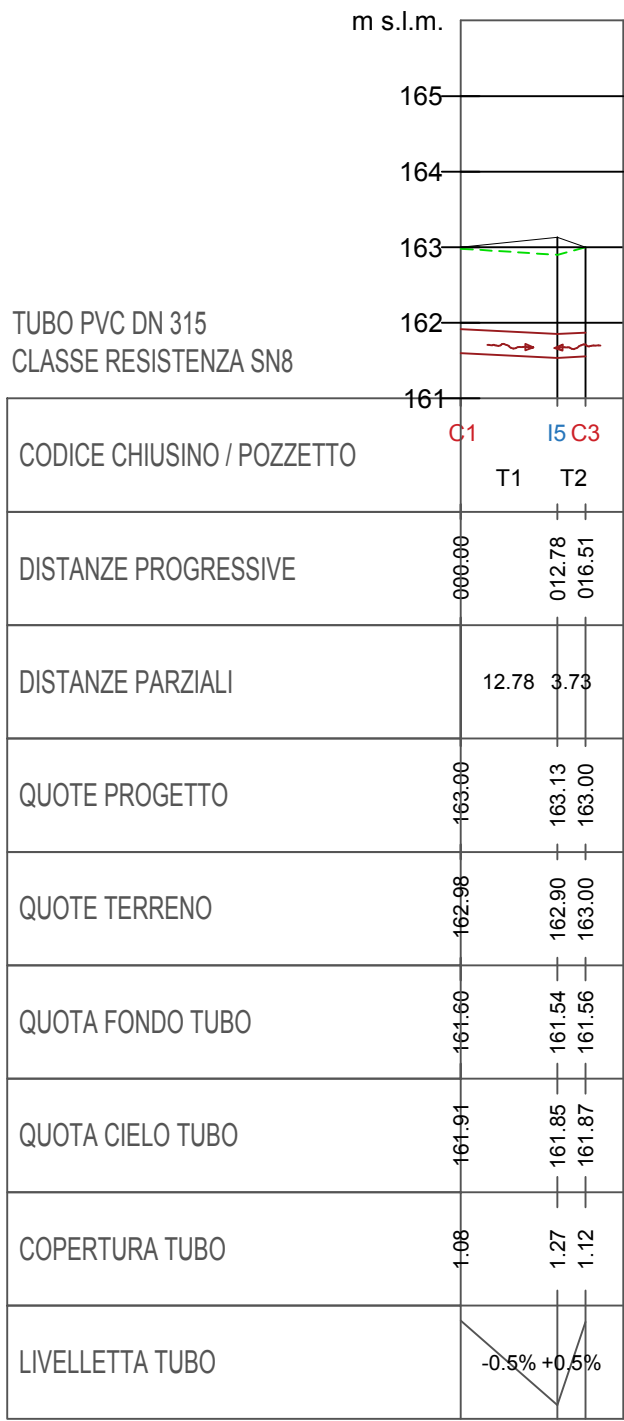 m s.l.m.
165
164
163
162
161
TUBO PVC DN 315
CLASSE RESISTENZA SN8
CODICE CHIUSINO / POZZETTO
C1 I5 C3
T1 T2
DISTANZE PROGRESSIVE
000.00 012.78 016.51
DISTANZE PARZIALI
12.78 3.73
QUOTE PROGETTO
163.00 163.13 163.00
QUOTE TERRENO
162.98 162.90 163.00
QUOTA FONDO TUBO
161.60 161.54 161.56
QUOTA CIELO TUBO
161.91 161.85 161.87
COPERTURA TUBO
1.08 1.27 1.12
LIVELLETTA TUBO
-0.5% +0.5%